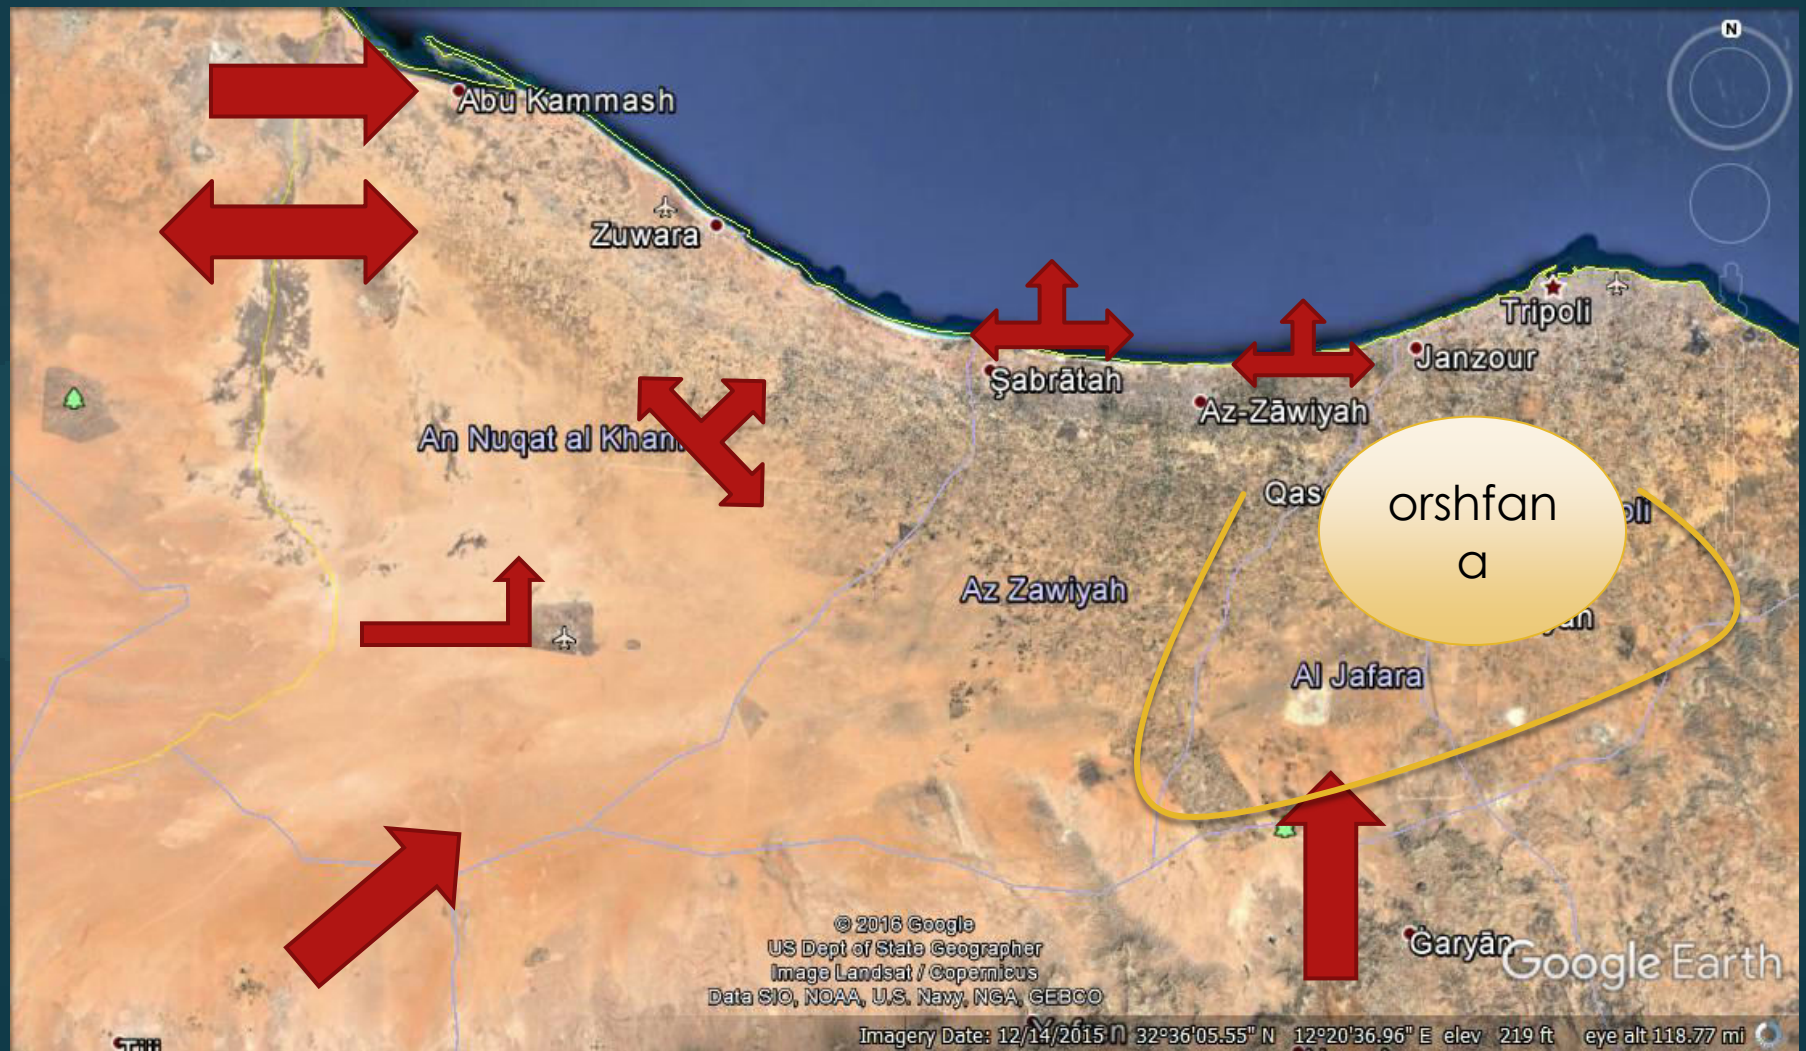 N
Abu Kammash
Zuwara
Tripoli
Janzour
Şabrātah
Az-Zāwiyah
An Nuqat al Kham
Qas
orshfan
a
oli
Az Zawiyah
Al Jafara
© 2016 Google
US Dept of State Geographer
Image Landsat / Copernicus
Data SIO, NOAA, U.S. Navy, NGA, GEBCO
Garyān
Google Earth
Imagery Date: 12/14/2015 32°36'05.55" N 12°20'36.96" E elev 219 ft eye alt 118.77 mi